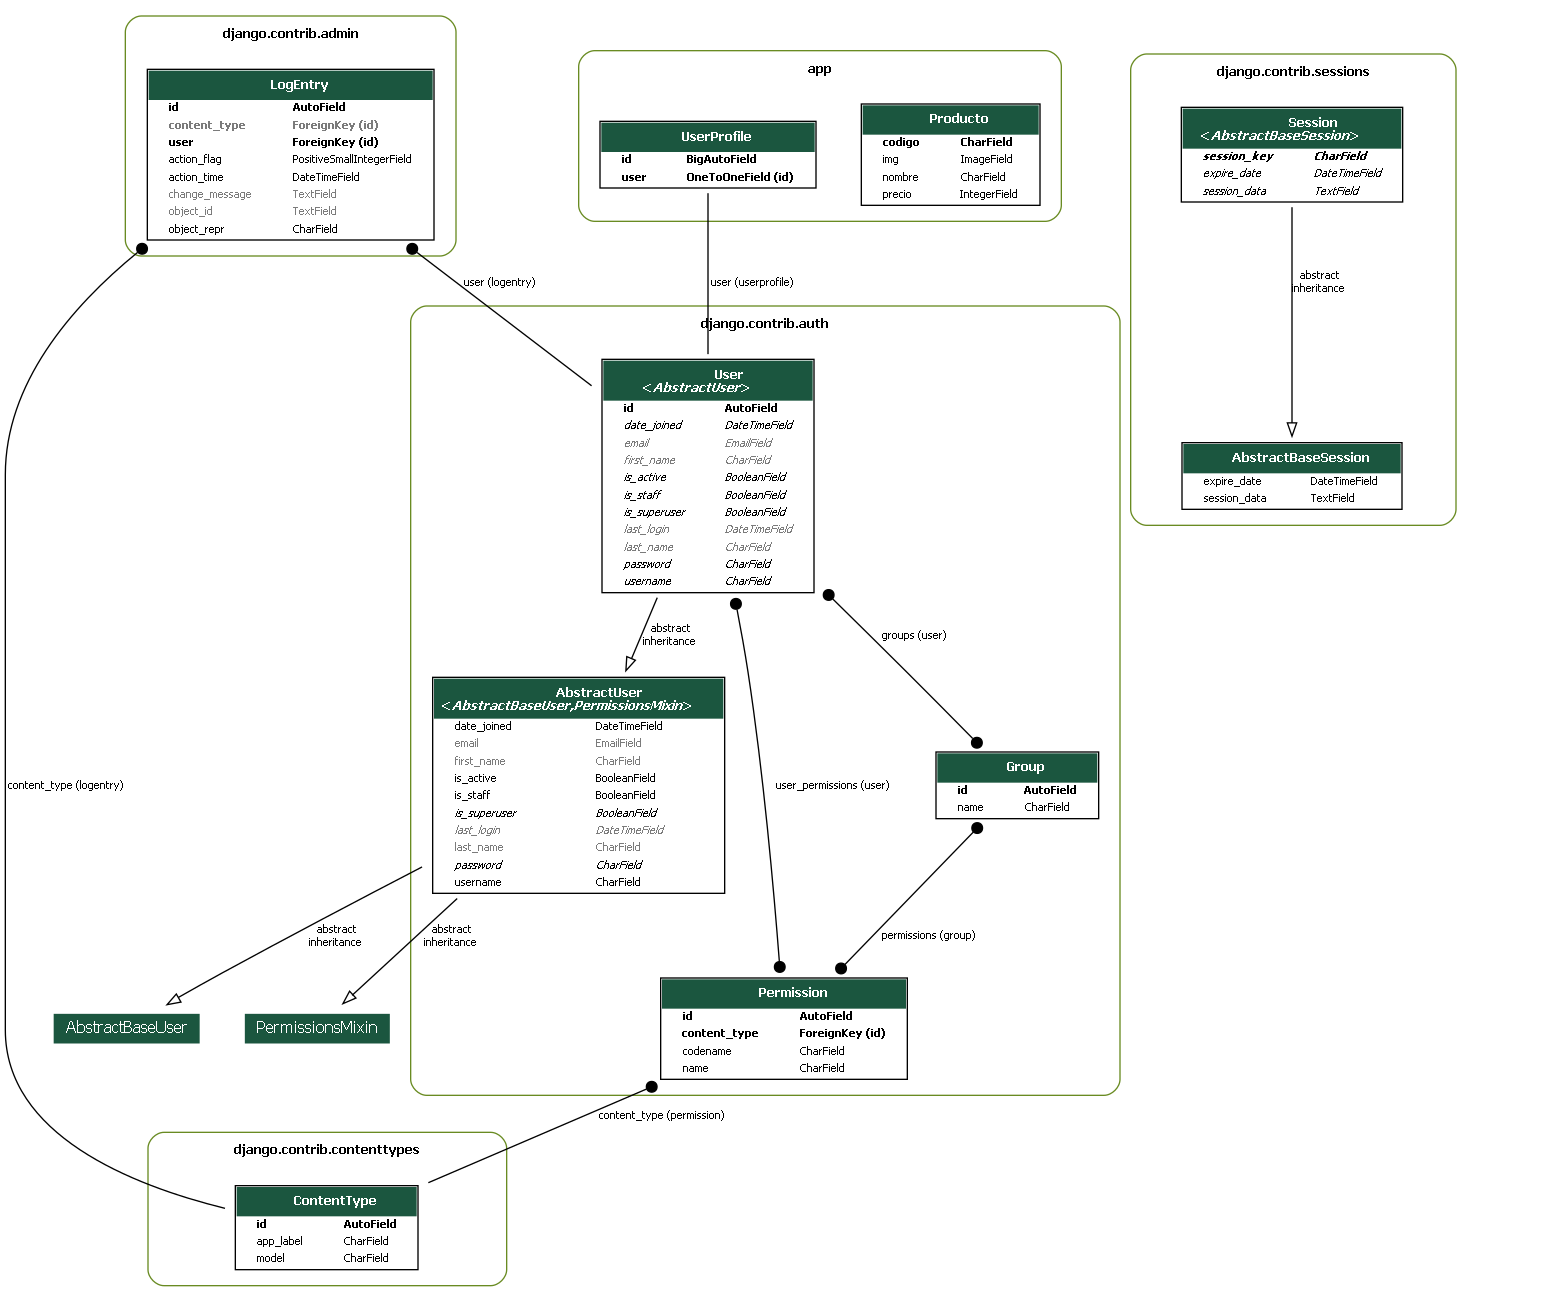 django.contrib.admin
LogEntry
id AutoField
content_type ForeignKey (id)
user ForeignKey (id)
action_flag PositiveSmallIntegerField
action_time DateTimeField
change_message TextField
object_id TextField
object_repr CharField
app
UserProfile
id BigAutoField
user OneToOneField (id)
Producto
codigo CharField
img ImageField
nombre CharField
precio IntegerField
django.contrib.sessions
Session
<AbstractBaseSession>
session_key CharField
expire_date DateTimeField
session_data TextField
abstract
inheritance
AbstractBaseSession
expire_date DateTimeField
session_data TextField
user (logentry)
user (userprofile)
django.contrib.auth
User
<AbstractUser>
id AutoField
date_joined DateTimeField
email EmailField
first_name CharField
is_active BooleanField
is_staff BooleanField
is_superuser BooleanField
last_login DateTimeField
last_name CharField
password CharField
username CharField
abstract
inheritance
groups (user)
AbstractUser
<AbstractBaseUser,PermissionsMixin>
date_joined DateTimeField
email EmailField
first_name CharField
is_active BooleanField
is_staff BooleanField
is_superuser BooleanField
last_login DateTimeField
last_name CharField
password CharField
username CharField
content_type (logentry)
user_permissions (user)
Group
id AutoField
name CharField
abstract
inheritance
abstract
inheritance
permissions (group)
AbstractBaseUser
PermissionsMixin
Permission
id AutoField
content_type ForeignKey (id)
codename CharField
name CharField
content_type (permission)
django.contrib.contenttypes
ContentType
id AutoField
app_label CharField
model CharField